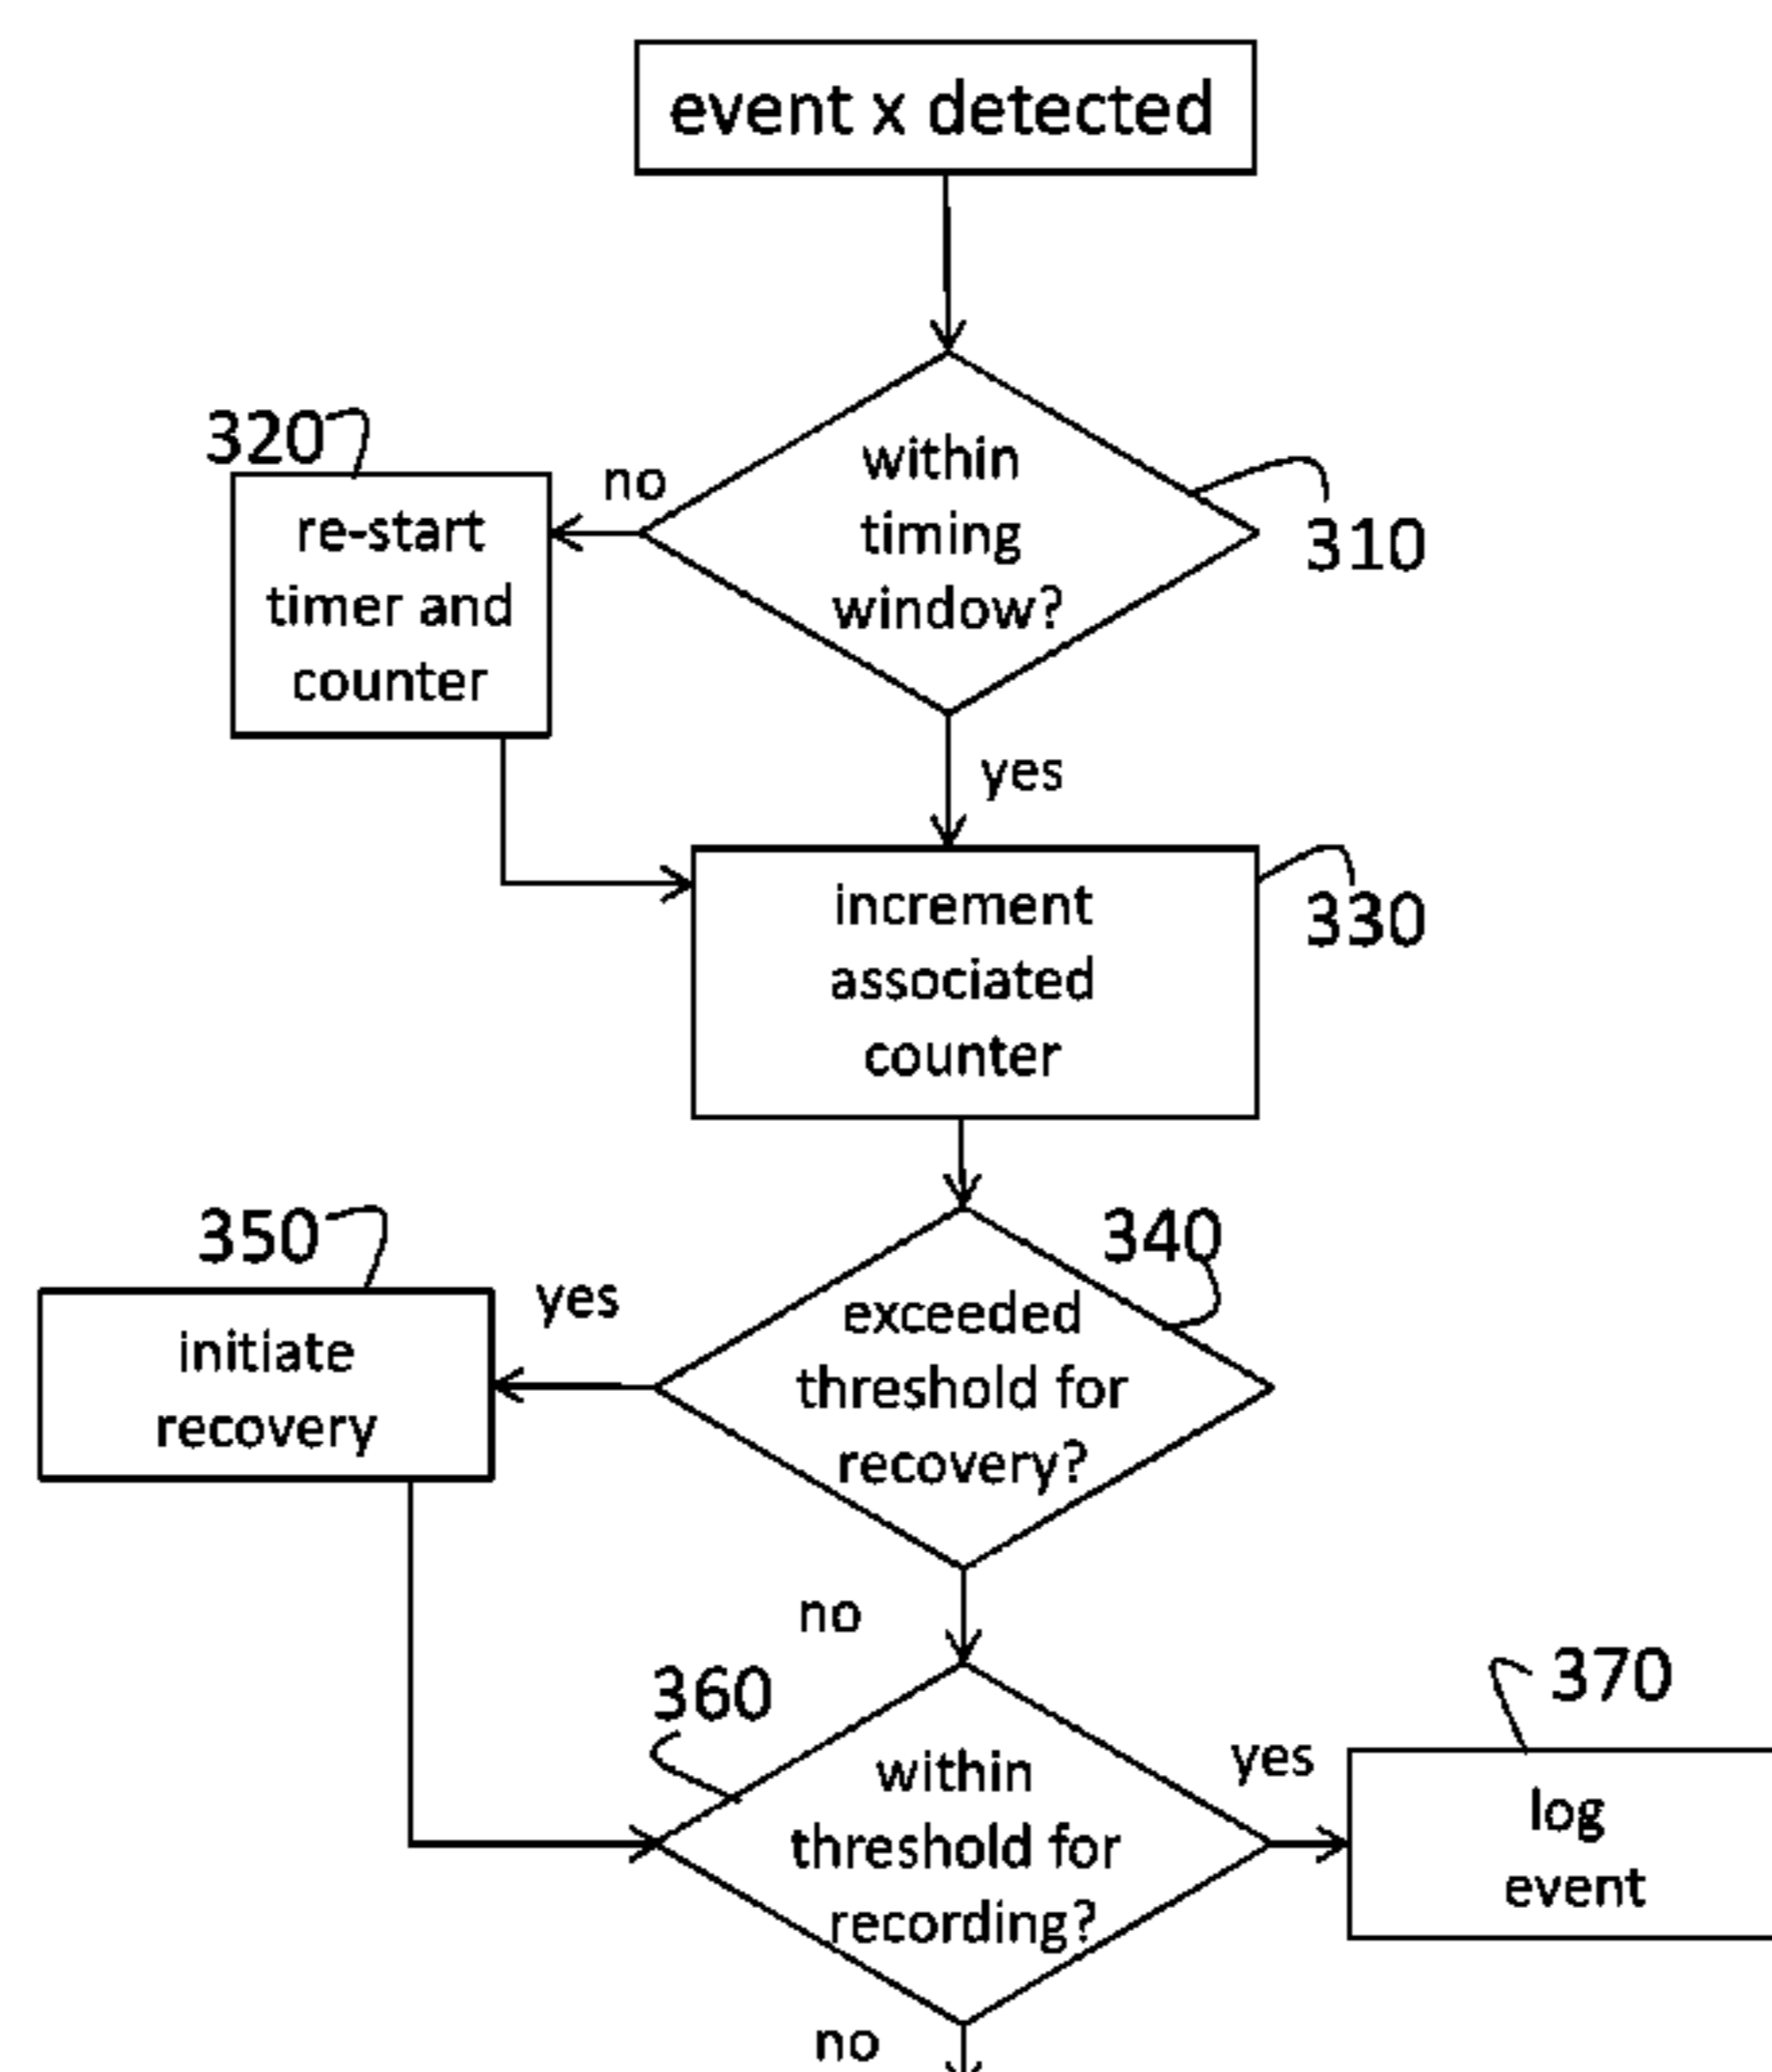 event x detected
320
no
within
timing
window?
310
re-start
timer and
counter
yes
330
increment
associated
counter
350
yes
340
exceeded
threshold for
recovery?
initiate
recovery
no
360
370
within
threshold for
recording?
yes
log
event
no